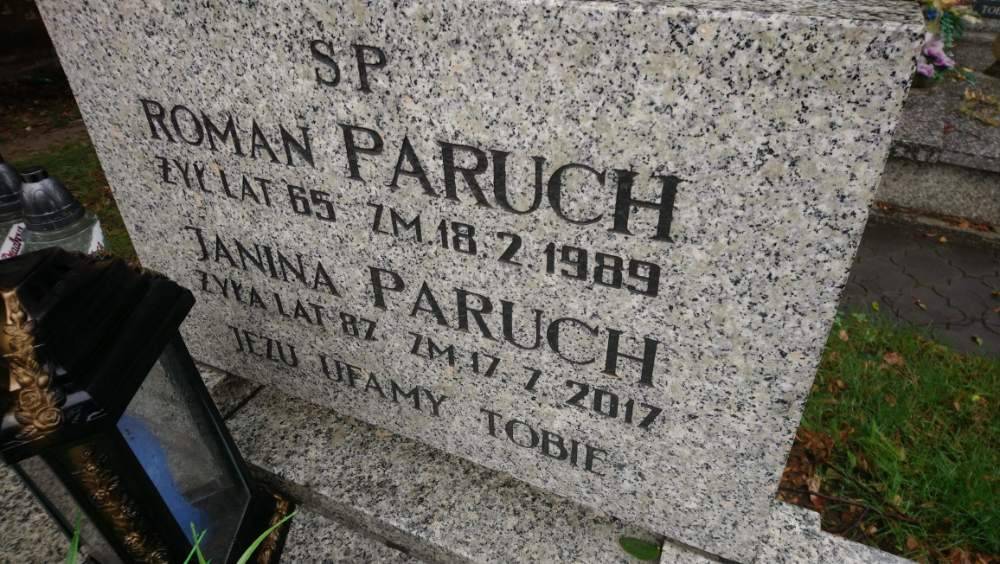 SP
ROMAN PARUCH
ŻYŁ LAT 65 ZM.18.2.1989
JANINA PARUCH
ŻYŁA LAT 87 ZM.17.7.2017
JEZU UFAMY TOBIE